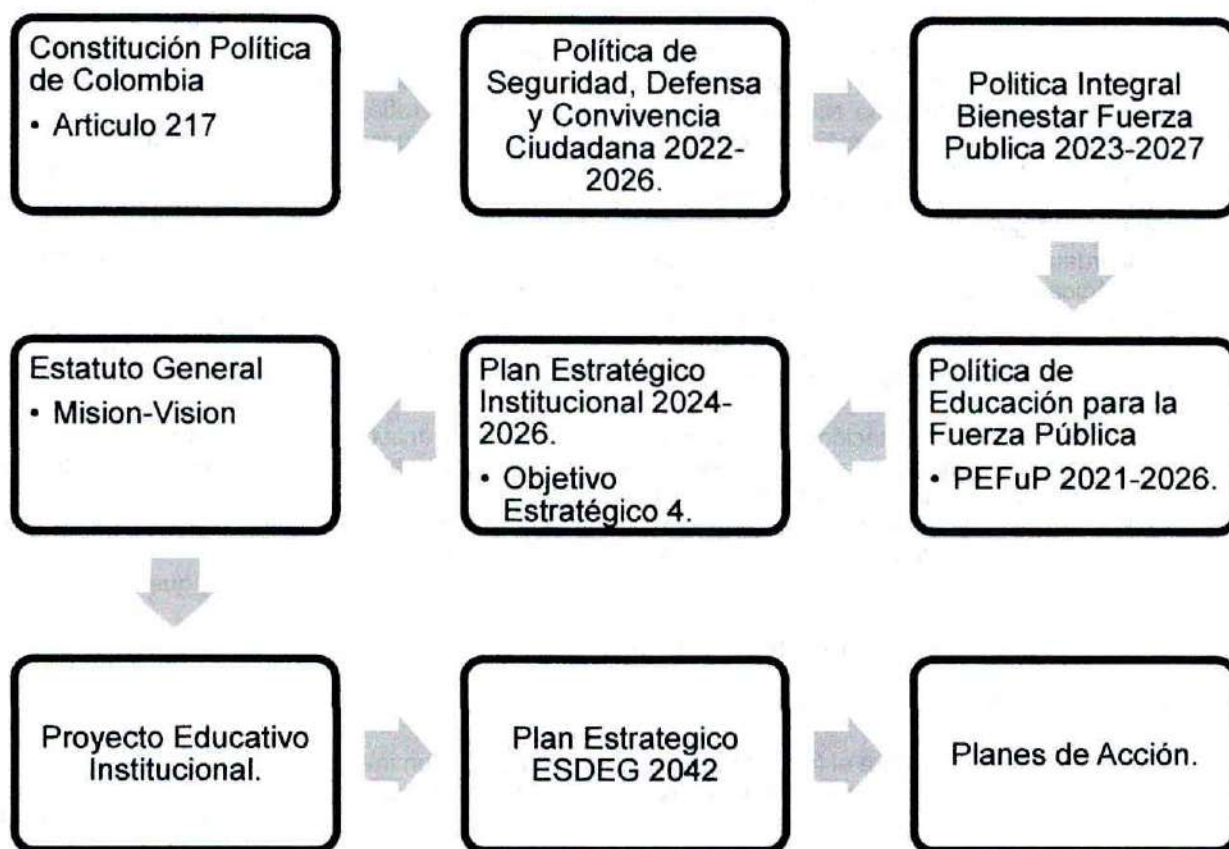 Constitución Política
de Colombia
• Articulo 217
Política de
Seguridad, Defensa
y Convivencia
Ciudadana 2022-
2026.
Politica Integral
Bienestar Fuerza
Publica 2023-2027
Política de
Educación para la
Fuerza Pública
• PEFuP 2021-2026.
Plan Estratégico
Institucional 2024-
2026.
• Objetivo
Estratégico 4.
Estatuto General
• Mision-Vision
Proyecto Educativo
Institucional.
Plan Estrategico
ESDEG 2042
Planes de Acción.